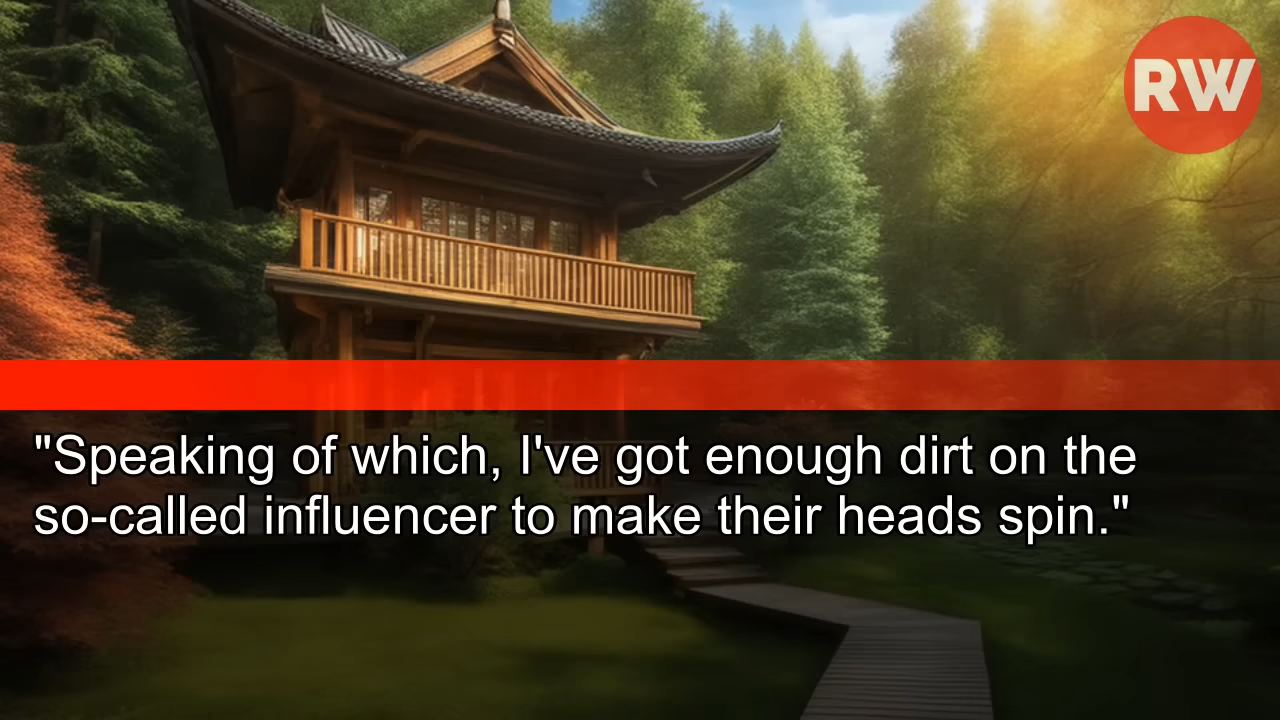 RW
"Speaking of which, I've got enough dirt on the
so-called influencer to make their heads spin."